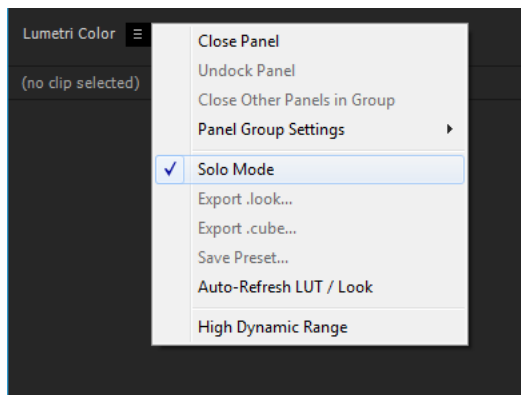 Lumetri Color
(no clip selected)
Close Panel
Undock Panel
Close Other Panels in Group
Panel Group Settings
Solo Mode
Export .look...
Export .cube...
Save Preset...
Auto-Refresh LUT / Look
High Dynamic Range